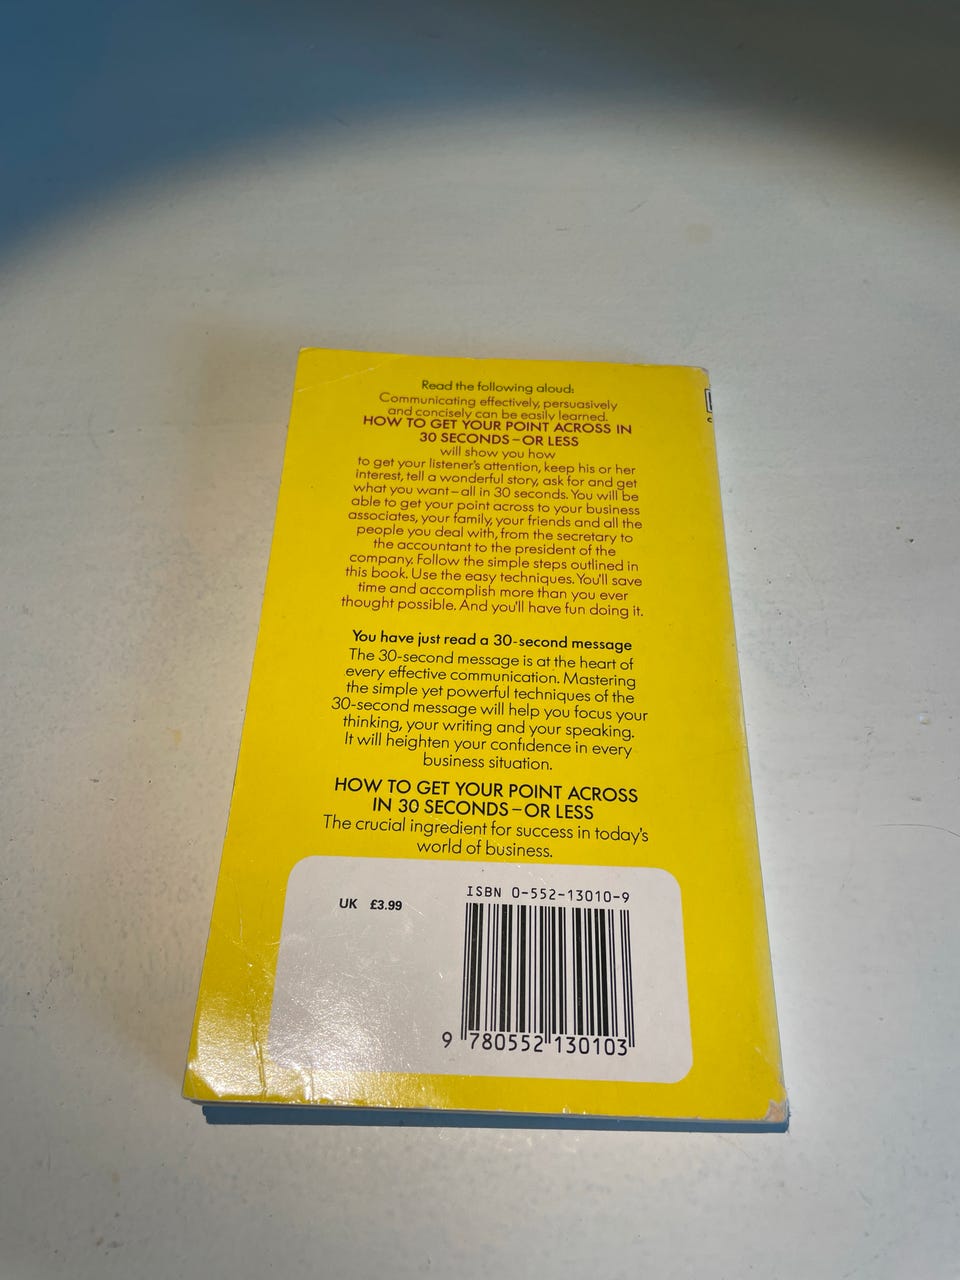 Read the following aloud:
Communicating effectively, persuasively
and concisely can be easily learned.
HOW TO GET YOUR POINT ACROSS IN
30 SECONDS–OR LESS
will show you how
to get your listener's attention, keep his or her
interest, tell a wonderful story, ask for and get
what you want–all in 30 seconds. You will be
able to get your point across to your business
associates, your family, your friends and all the
people you deal with, from the secretary to
the accountant to the president of the
company. Follow the simple steps outlined in
this book. Use the easy techniques. You'll save
time and accomplish more than you ever
thought possible. And you'll have fun doing it.
You have just read a 30-second message
The 30-second message is at the heart of
every effective communication. Mastering
the simple yet powerful techniques of the
30-second message will help you focus your
thinking, your writing and your speaking.
It will heighten your confidence in every
business situation.
HOW TO GET YOUR POINT ACROSS
IN 30 SECONDS–OR LESS
The crucial ingredient for success in today's
world of business.
UK £3.99
ISBN 0-552-13010-9
9 780552 130103